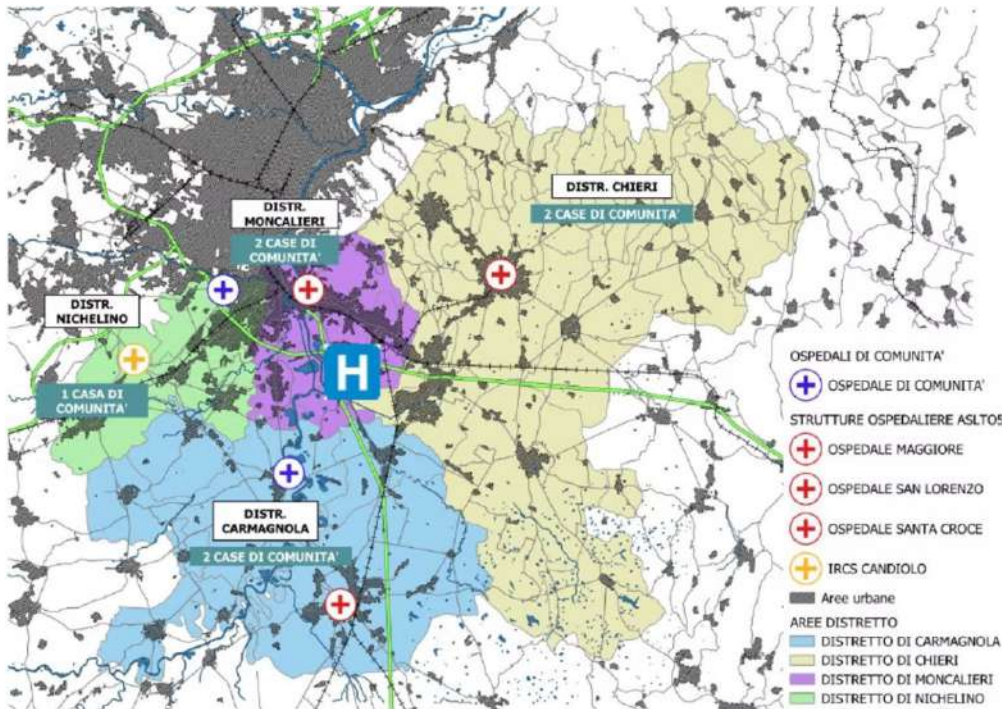 DISTR.
MONCALIERI
2 CASE DI
COMUNITA'
DISTR. CHIERI
2 CASE DI COMUNITA'
DISTR.
NICHELINO
1 CASA DI
COMUNITA'
H
DISTR.
CARMAGNOLA
2 CASE DI COMUNITA'
OSPEDALI DI COMUNITA'
OSPEDALE DI COMUNITA'
STRUTTURE OSPEDALIERE ASLTO5
OSPEDALE MAGGIORE
OSPEDALE SAN LORENZO
OSPEDALE SANTA CROCE
IRCS CANDIOLO
Aree urbane
AREE DISTRETTO
DISTRETTO DI CARMAGNOLA
DISTRETTO DI CHIERI
DISTRETTO DI MONCALIERI
DISTRETTO DI NICHELINO